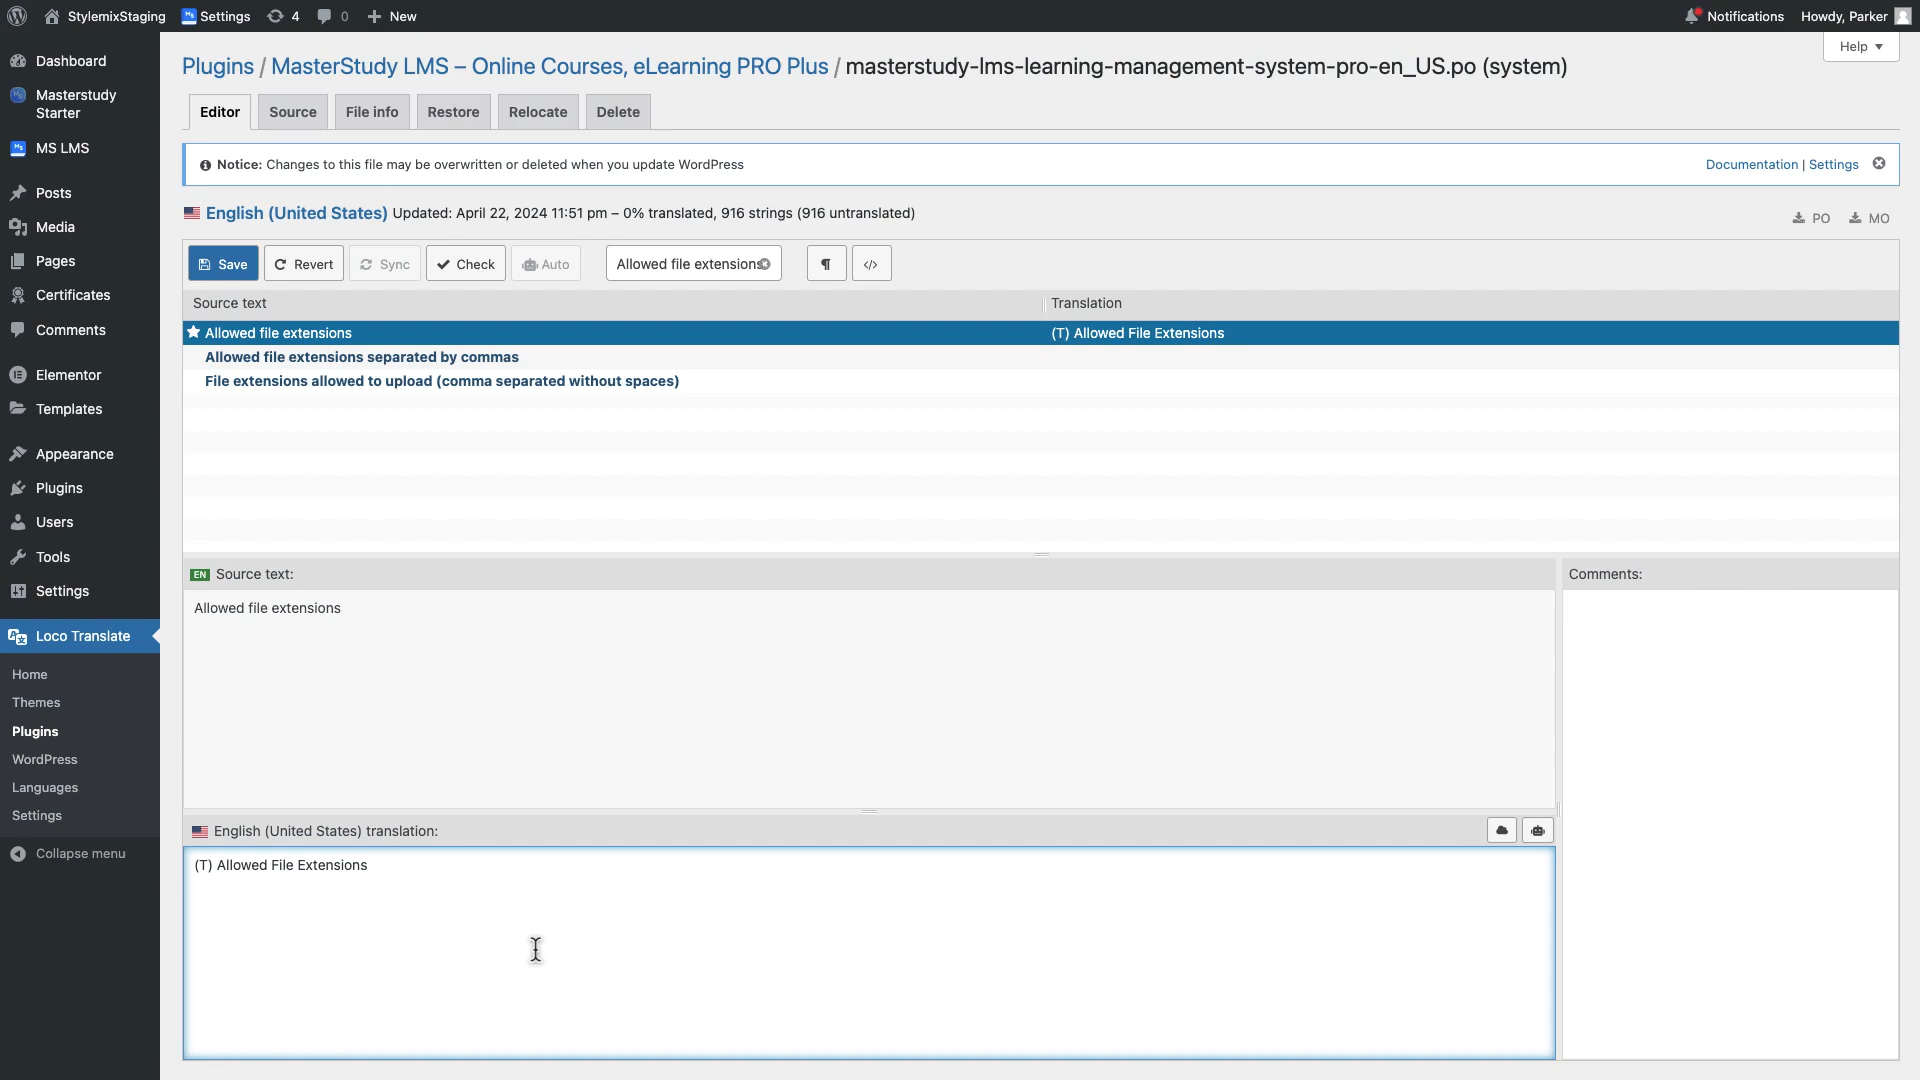 StylemixStaging Settings 4 0 New Notifications Howdy, Parker
Help
Dashboard
Masterstudy
Starter
MS LMS
Posts
Media
Pages
Certificates
Comments
Elementor
Templates
Appearance
Plugins
Users
Tools
Settings
Loco Translate
Home
Themes
Plugins
WordPress
Languages
Settings
Collapse menu
Plugins / MasterStudy LMS – Online Courses, eLearning PRO Plus / masterstudy-lms-learning-management-system-pro-en_US.po (system)
Editor Source File info Restore Relocate Delete
Notice: Changes to this file may be overwritten or deleted when you update WordPress Documentation | Settings
English (United States) Updated: April 22, 2024 11:51 pm – 0% translated, 916 strings (916 untranslated) PO MO
Save Revert Sync Check Auto Allowed file extensions ¶ </>
Source text Translation
Allowed file extensions (T) Allowed File Extensions
Allowed file extensions separated by commas
File extensions allowed to upload (comma separated without spaces)
EN Source text: Comments:
Allowed file extensions
English (United States) translation:
(T) Allowed File Extensions